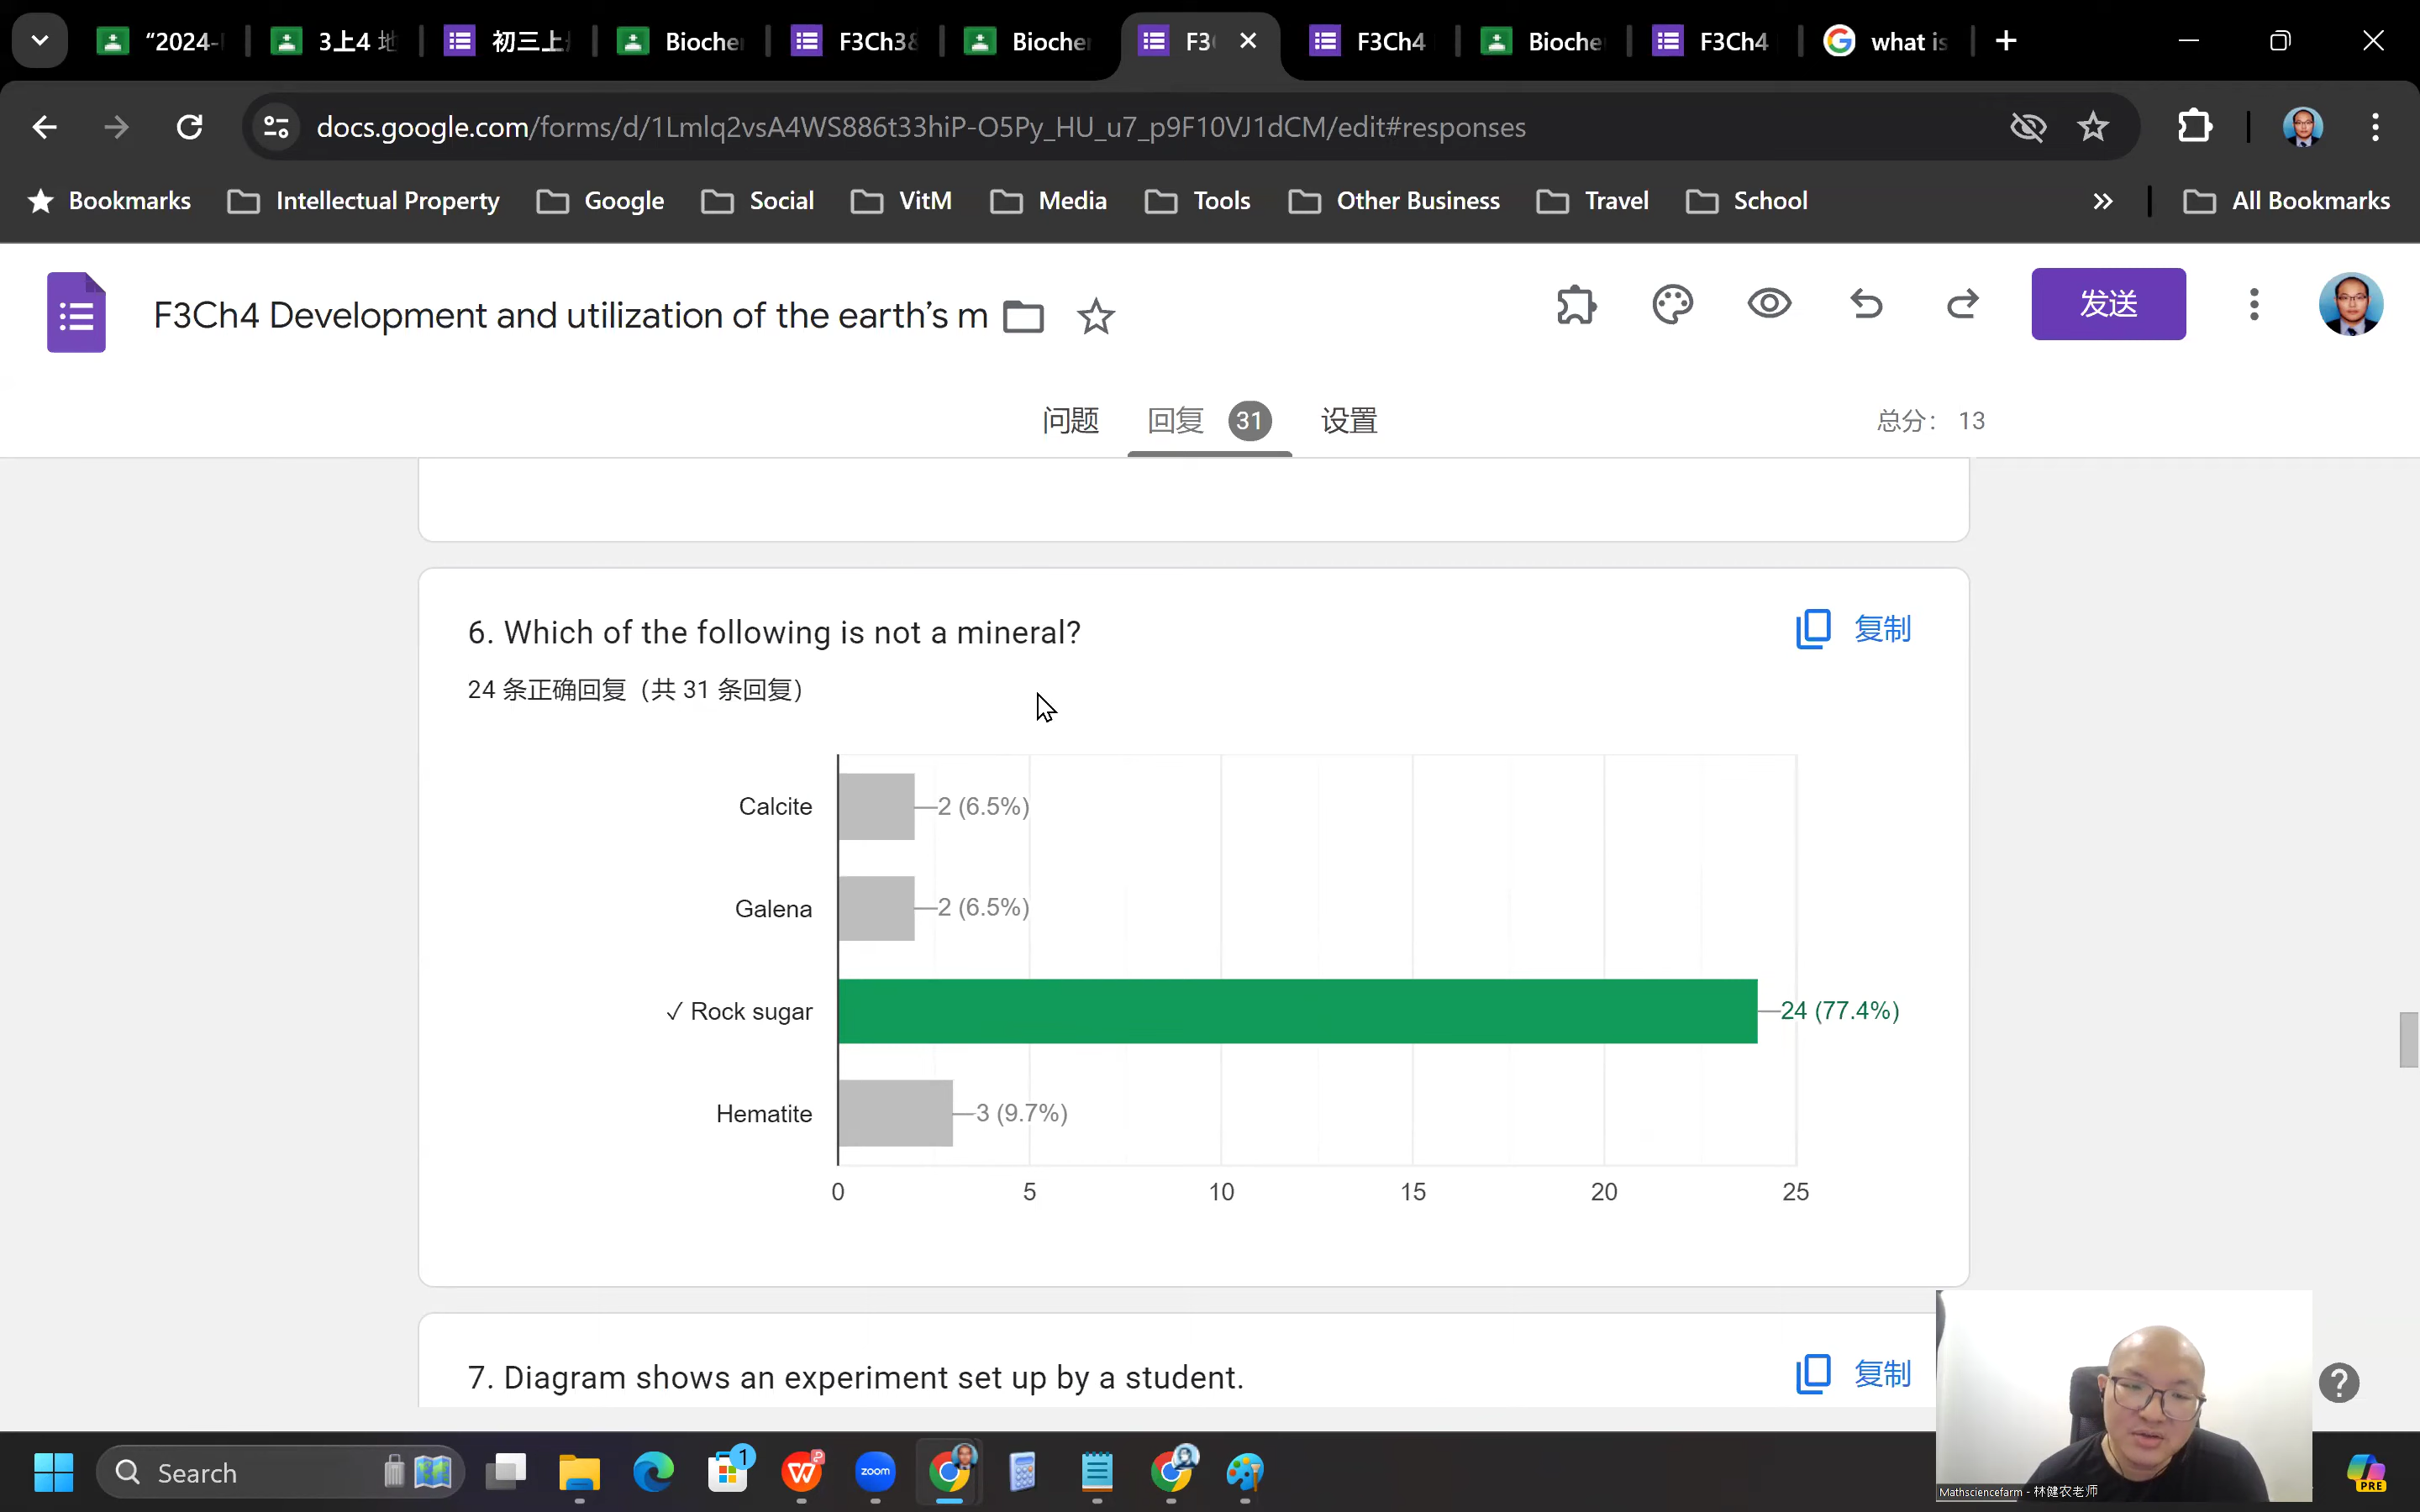 "2024-
3上4 地
初三上
Biocher
F3Ch3&
Biocher
F3
F3Ch4
Bioche
F3Ch4
what is
docs.google.com/forms/d/1Lmlq2vsA4WS886t33hiP-O5Py_HU_u7_p9F10VJ1dCM/edit#responses
Bookmarks
Intellectual Property
Google
Social
VitM
Media
Tools
Other Business
Travel
School
All Bookmarks
F3Ch4 Development and utilization of the earth's m
发送
问题
回复 31
设置
总分: 13
6. Which of the following is not a mineral?
复制
24 条正确回复（共 31 条回复）
Calcite
2 (6.5%)
Galena
2 (6.5%)
✓ Rock sugar
24 (77.4%)
Hematite
3 (9.7%)
0 5 10 15 20 25
7. Diagram shows an experiment set up by a student.
复制
Mathsciencefarm - 林健农老师
Search
1
zoom
PRE